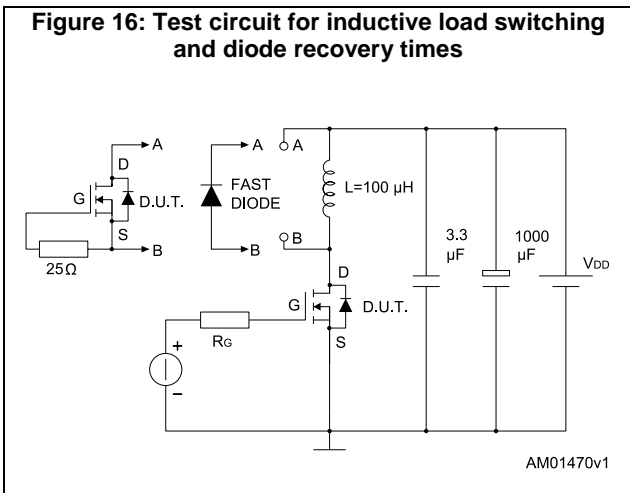 Figure 16: Test circuit for inductive load switching
and diode recovery times
A
D
G
D.U.T.
S
B
25Ω
A
FAST
DIODE
B
A
L=100 µH
B
D
G
D.U.T.
S
RG
+
-
3.3
µF
1000
µF
VDD
AM01470v1